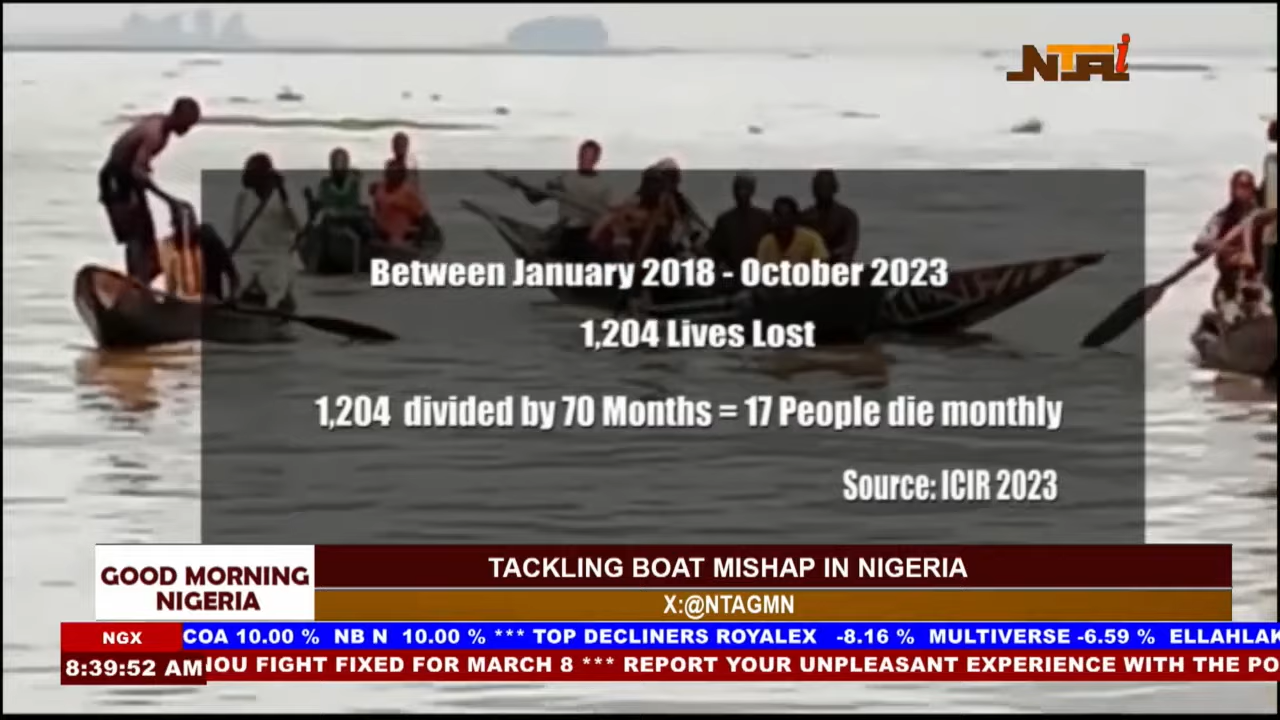 NTAi
Between January 2018 - October 2023
1,204 Lives Lost
1,204 divided by 70 Months = 17 People die monthly
Source: ICIR 2023
GOOD MORNING
NIGERIA
TACKLING BOAT MISHAP IN NIGERIA
X:@NTAGMN
NGX
COA 10.00 % NB N 10.00 % *** TOP DECLINERS ROYALEX -8.16 % MULTIVERSE -6.59 % ELLAHLAK
8:39:52 AM
NOU FIGHT FIXED FOR MARCH 8 *** REPORT YOUR UNPLEASANT EXPERIENCE WITH THE PO